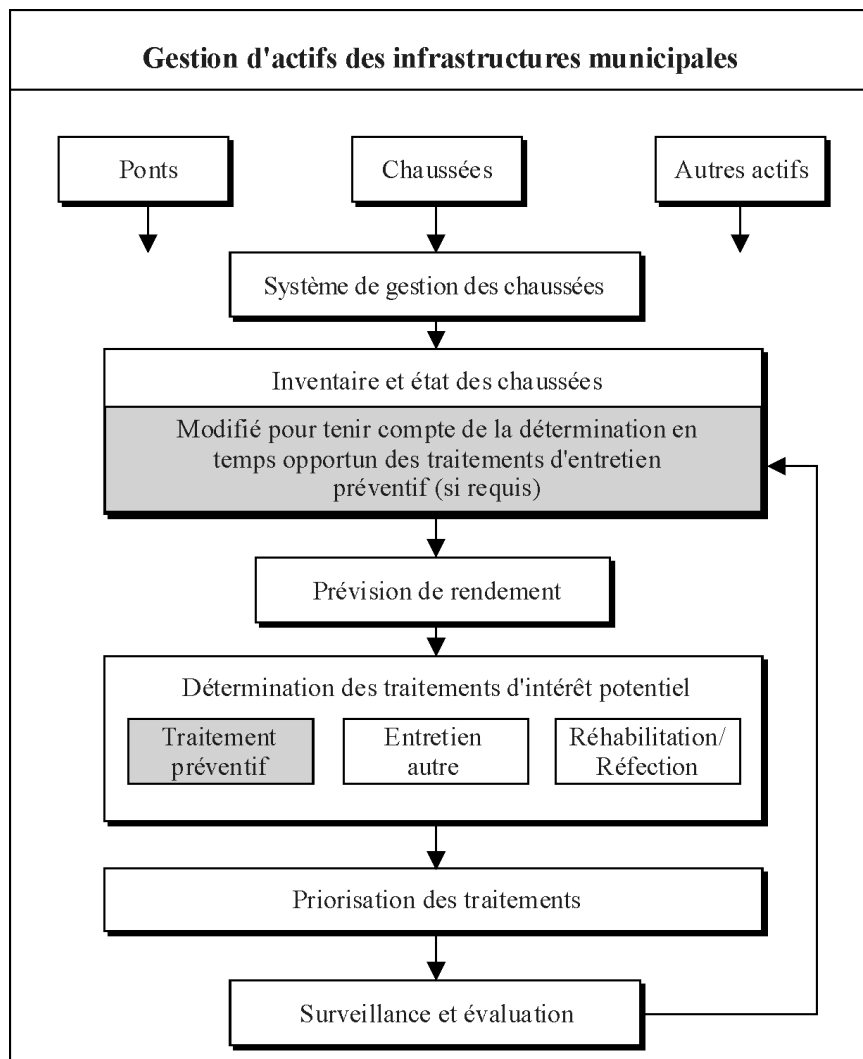 Gestion d'actifs des infrastructures municipales
Ponts
Chaussées
Autres actifs
Système de gestion des chaussées
Inventaire et état des chaussées
Modifié pour tenir compte de la détermination en
temps opportun des traitements d'entretien
préventif (si requis)
Prévision de rendement
Détermination des traitements d'intérêt potentiel
Traitement
préventif
Entretien
autre
Réhabilitation/
Réfection
Priorisation des traitements
Surveillance et évaluation